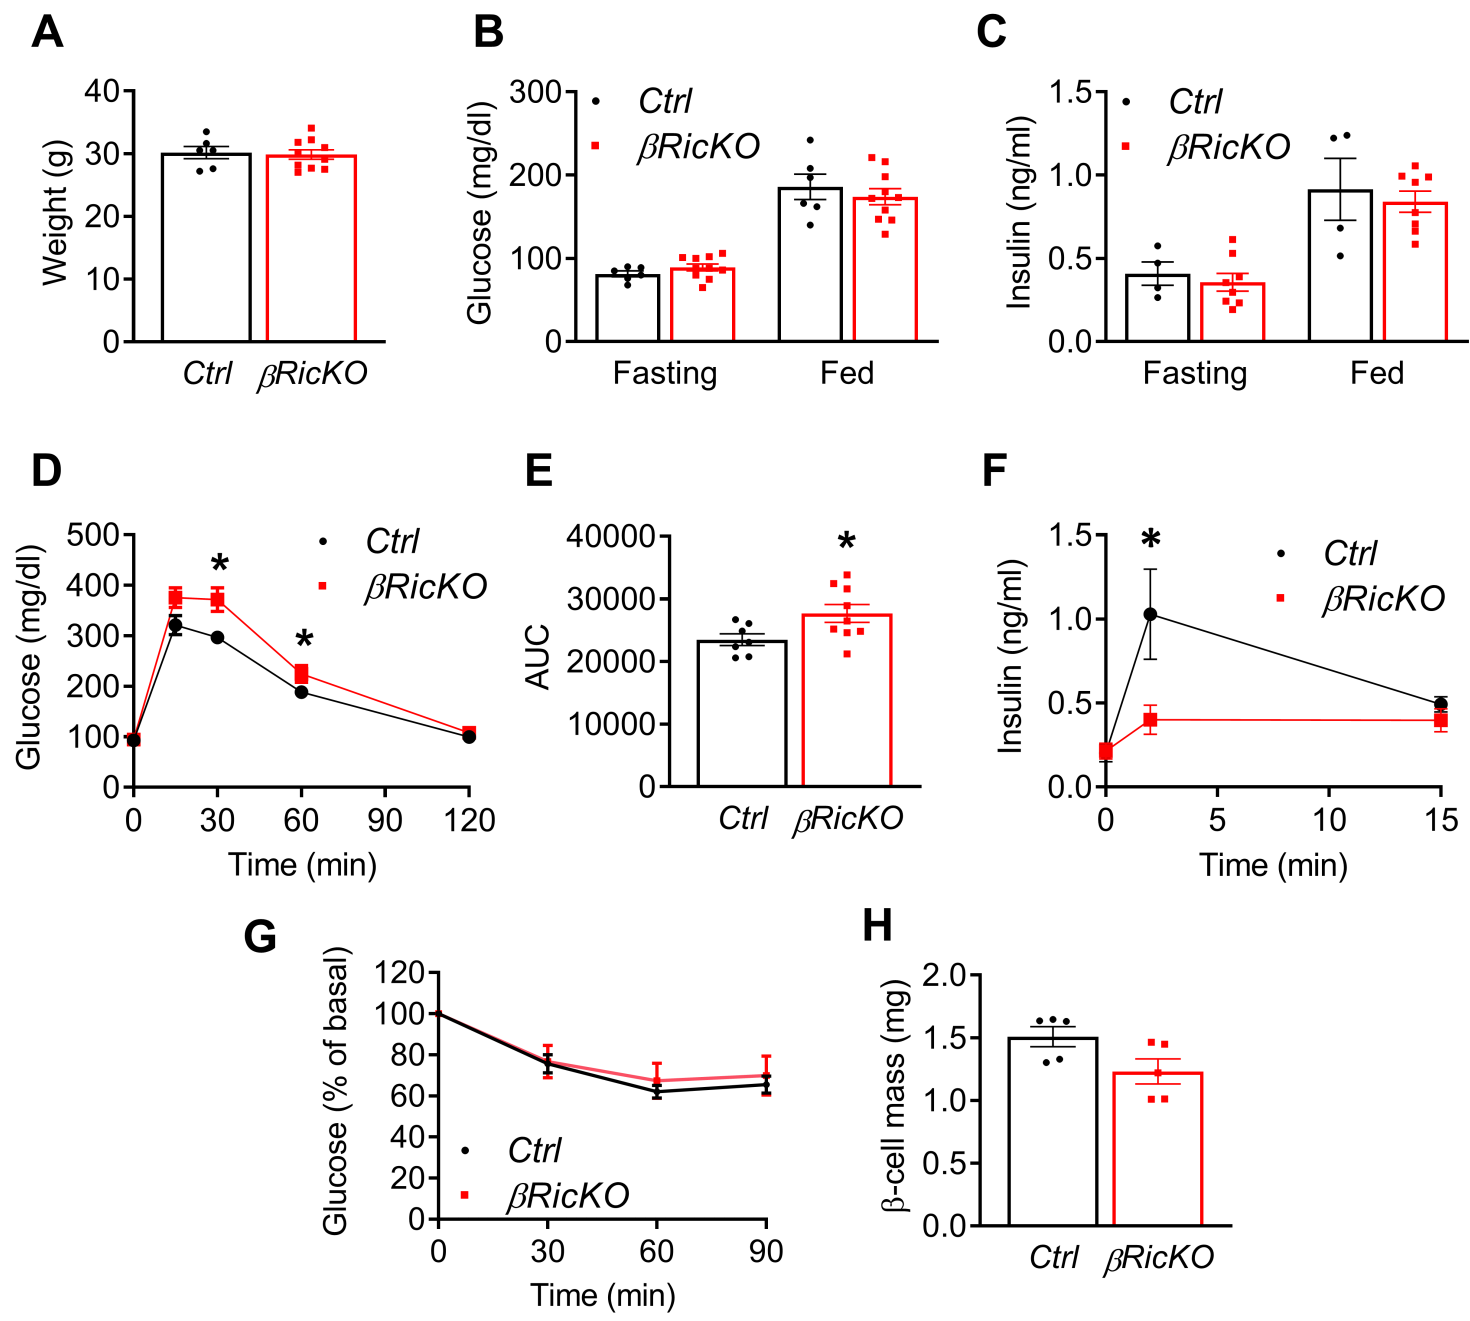 A
Weight (g)
40
30
20
10
0
Ctrl
βRicKO
B
Glucose (mg/dl)
300
200
100
0
Ctrl
βRicKO
Fasting
Fed
C
Insulin (ng/ml)
1.5
1.0
0.5
0.0
Ctrl
βRicKO
Fasting
Fed
D
Glucose (mg/dl)
500
400
300
200
100
0
*
*
Ctrl
βRicKO
0 30 60 90 120
Time (min)
E
AUC
40000
30000
20000
10000
0
*
Ctrl
βRicKO
F
Insulin (ng/ml)
1.5
1.0
0.5
0.0
*
Ctrl
βRicKO
0 5 10 15
Time (min)
G
Glucose (% of basal)
120
100
80
60
40
20
0
Ctrl
βRicKO
0 30 60 90
Time (min)
H
β-cell mass (mg)
2.0
1.5
1.0
0.5
0.0
Ctrl
βRicKO